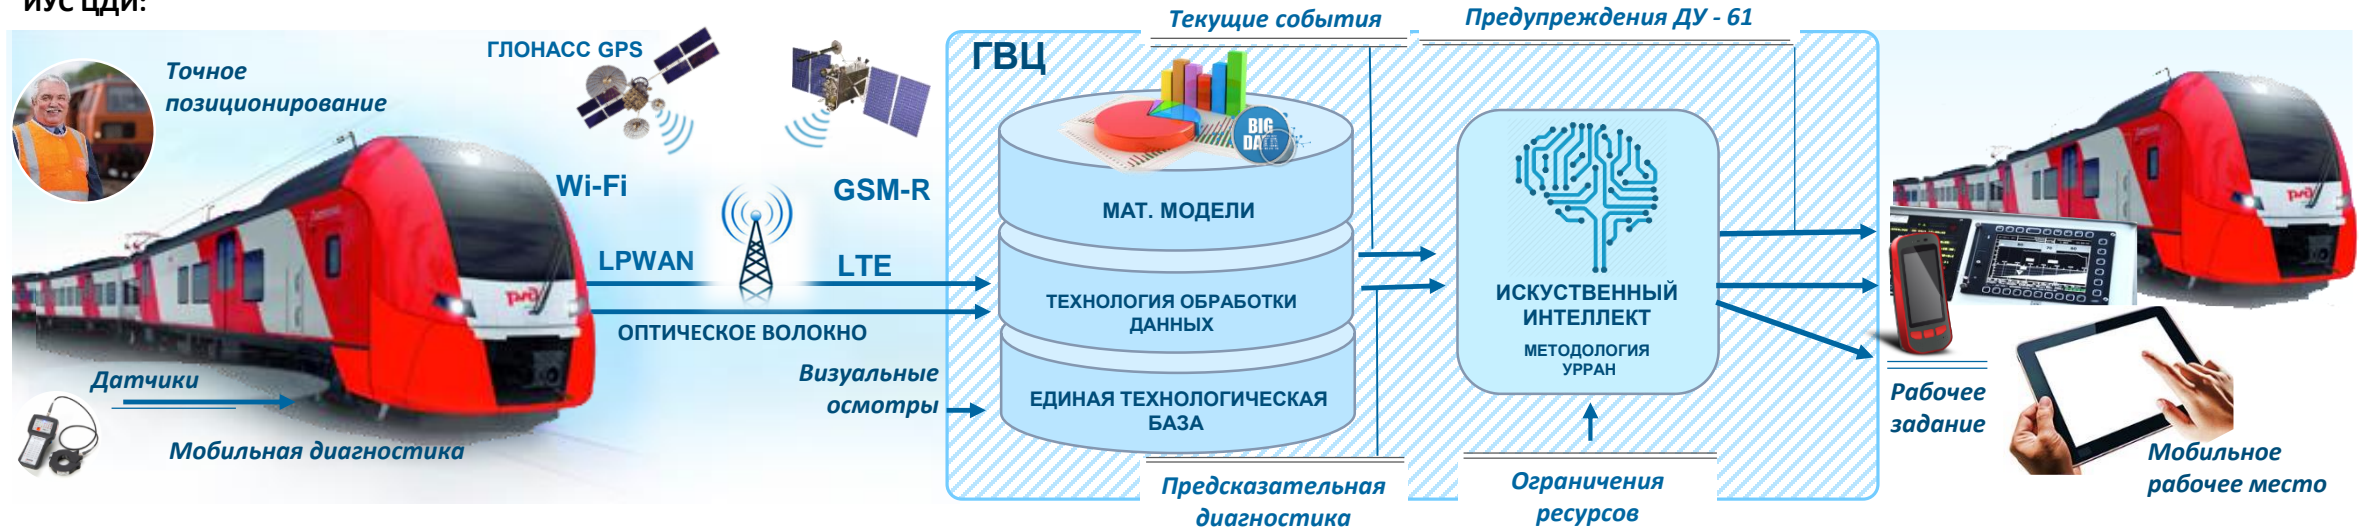 ИУС ЦДИ:
Точное
позиционирование
ГЛОНАСС GPS
Wi-Fi
GSM-R
LPWAN
LTE
ОПТИЧЕСКОЕ ВОЛОКНО
Датчики
Мобильная диагностика
Визуальные
осмотры
ГВЦ
Текущие события
Предупреждения ДУ - 61
BIG
DATA
МАТ. МОДЕЛИ
ТЕХНОЛОГИЯ ОБРАБОТКИ
ДАННЫХ
ЕДИНАЯ ТЕХНОЛОГИЧЕСКАЯ
БАЗА
ИСКУСТВЕННЫЙ
ИНТЕЛЛЕКТ
МЕТОДОЛОГИЯ
УРРАН
Предсказательная
диагностика
Ограничения
ресурсов
Рабочее
задание
Мобильное
рабочее место
pжд
pжд